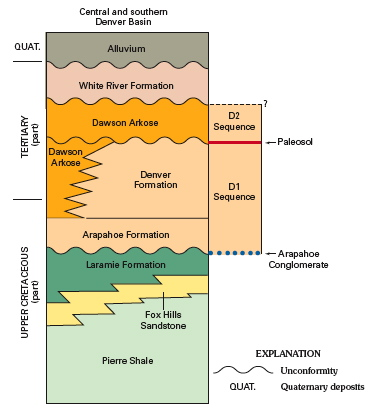 Central and southern
Denver Basin
QUAT.
Alluvium
White River Formation
?
TERTIARY
(part)
Dawson Arkose
D2
Sequence
Paleosol
Dawson
Arkose
Denver
Formation
D1
Sequence
Arapahoe Formation
UPPER CRETACEOUS
(part)
Laramie Formation
Arapahoe
Conglomerate
Fox Hills
Sandstone
Pierre Shale
EXPLANATION
Unconformity
QUAT. Quaternary deposits